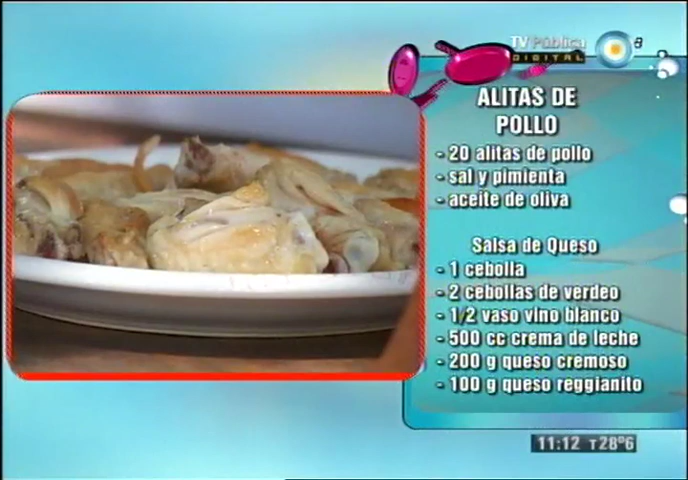 TV Pública
DIGITAL
ALITAS DE
POLLO
- 20 alitas de pollo
- sal y pimienta
- aceite de oliva
Salsa de Queso
- 1 cebolla
- 2 cebollas de verdeo
- 1/2 vaso vino blanco
- 500 cc crema de leche
- 200 g queso cremoso
- 100 g queso reggianito
11:12 T28º6